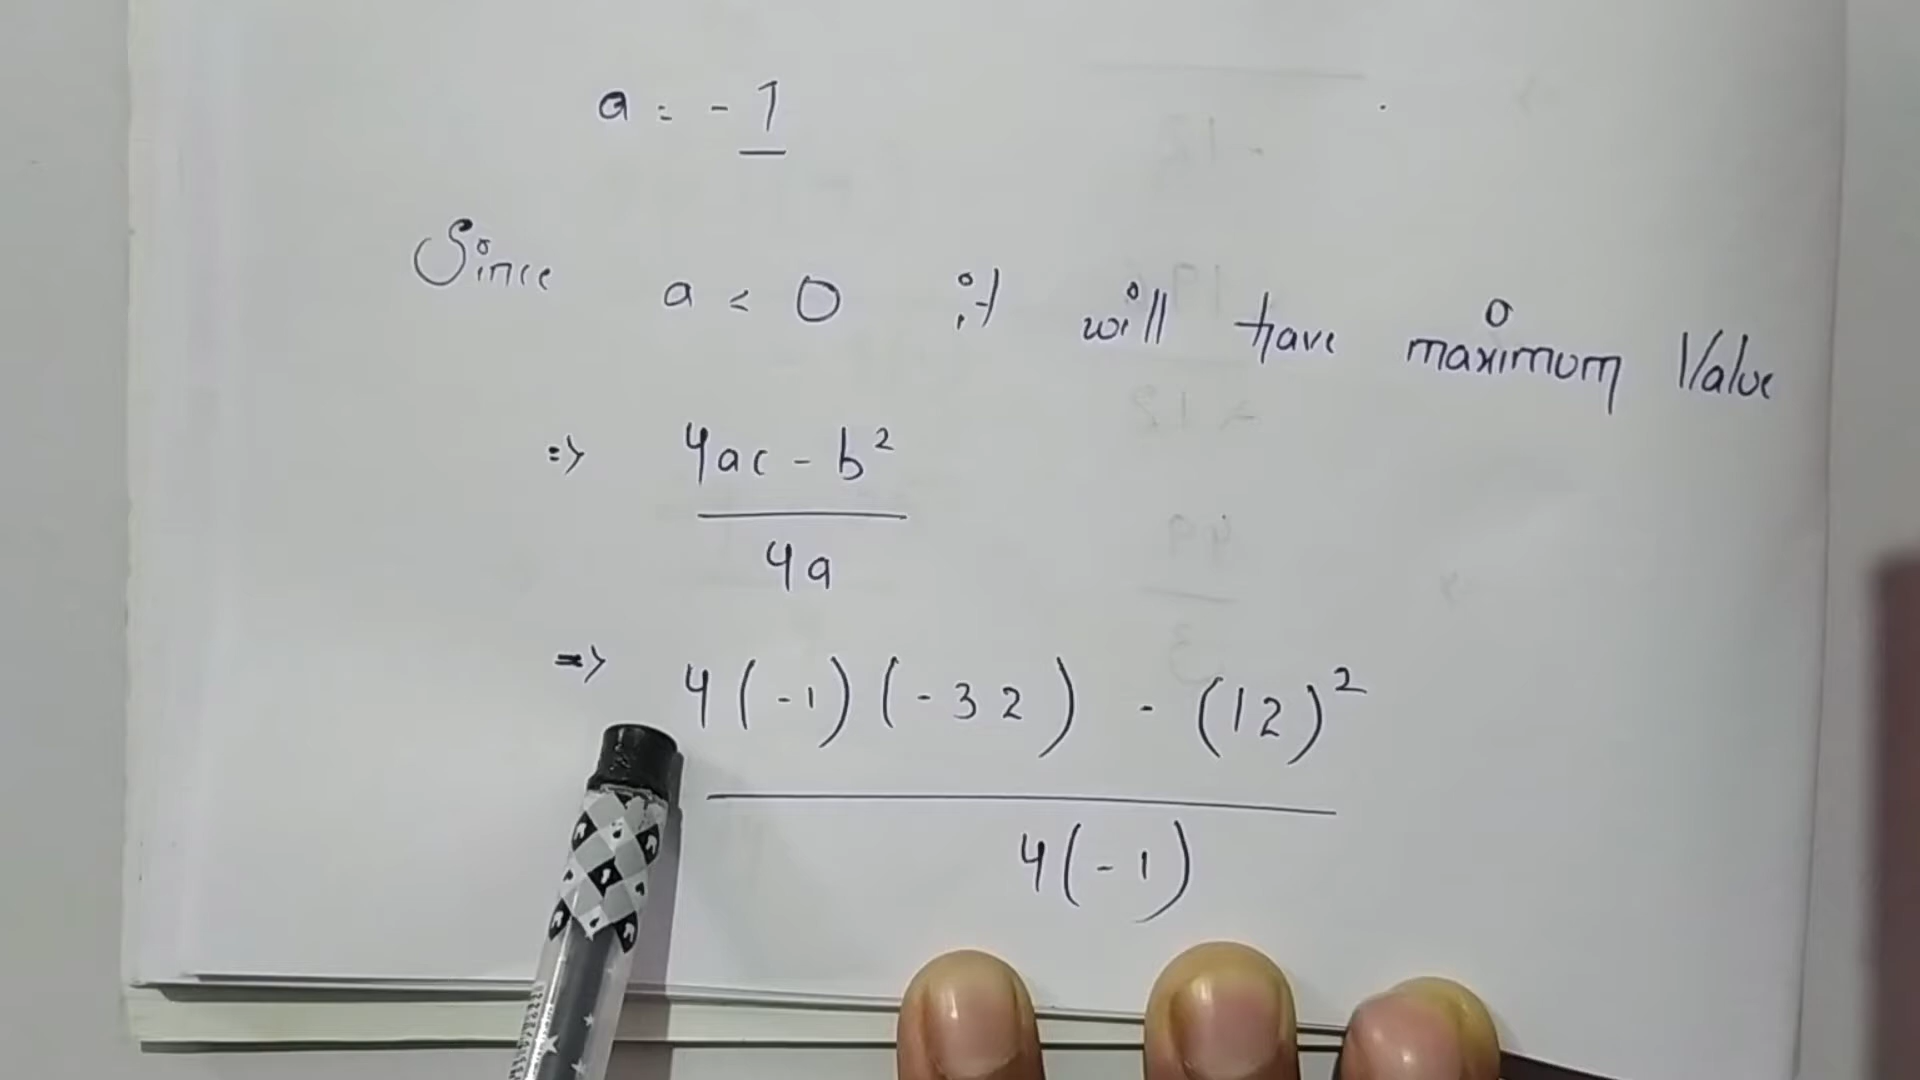 a = -1
Since a < 0 it will have maximum Value
=> 4ac - b²
4a
=> 4(-1)(-32) - (12)²
4(-1)